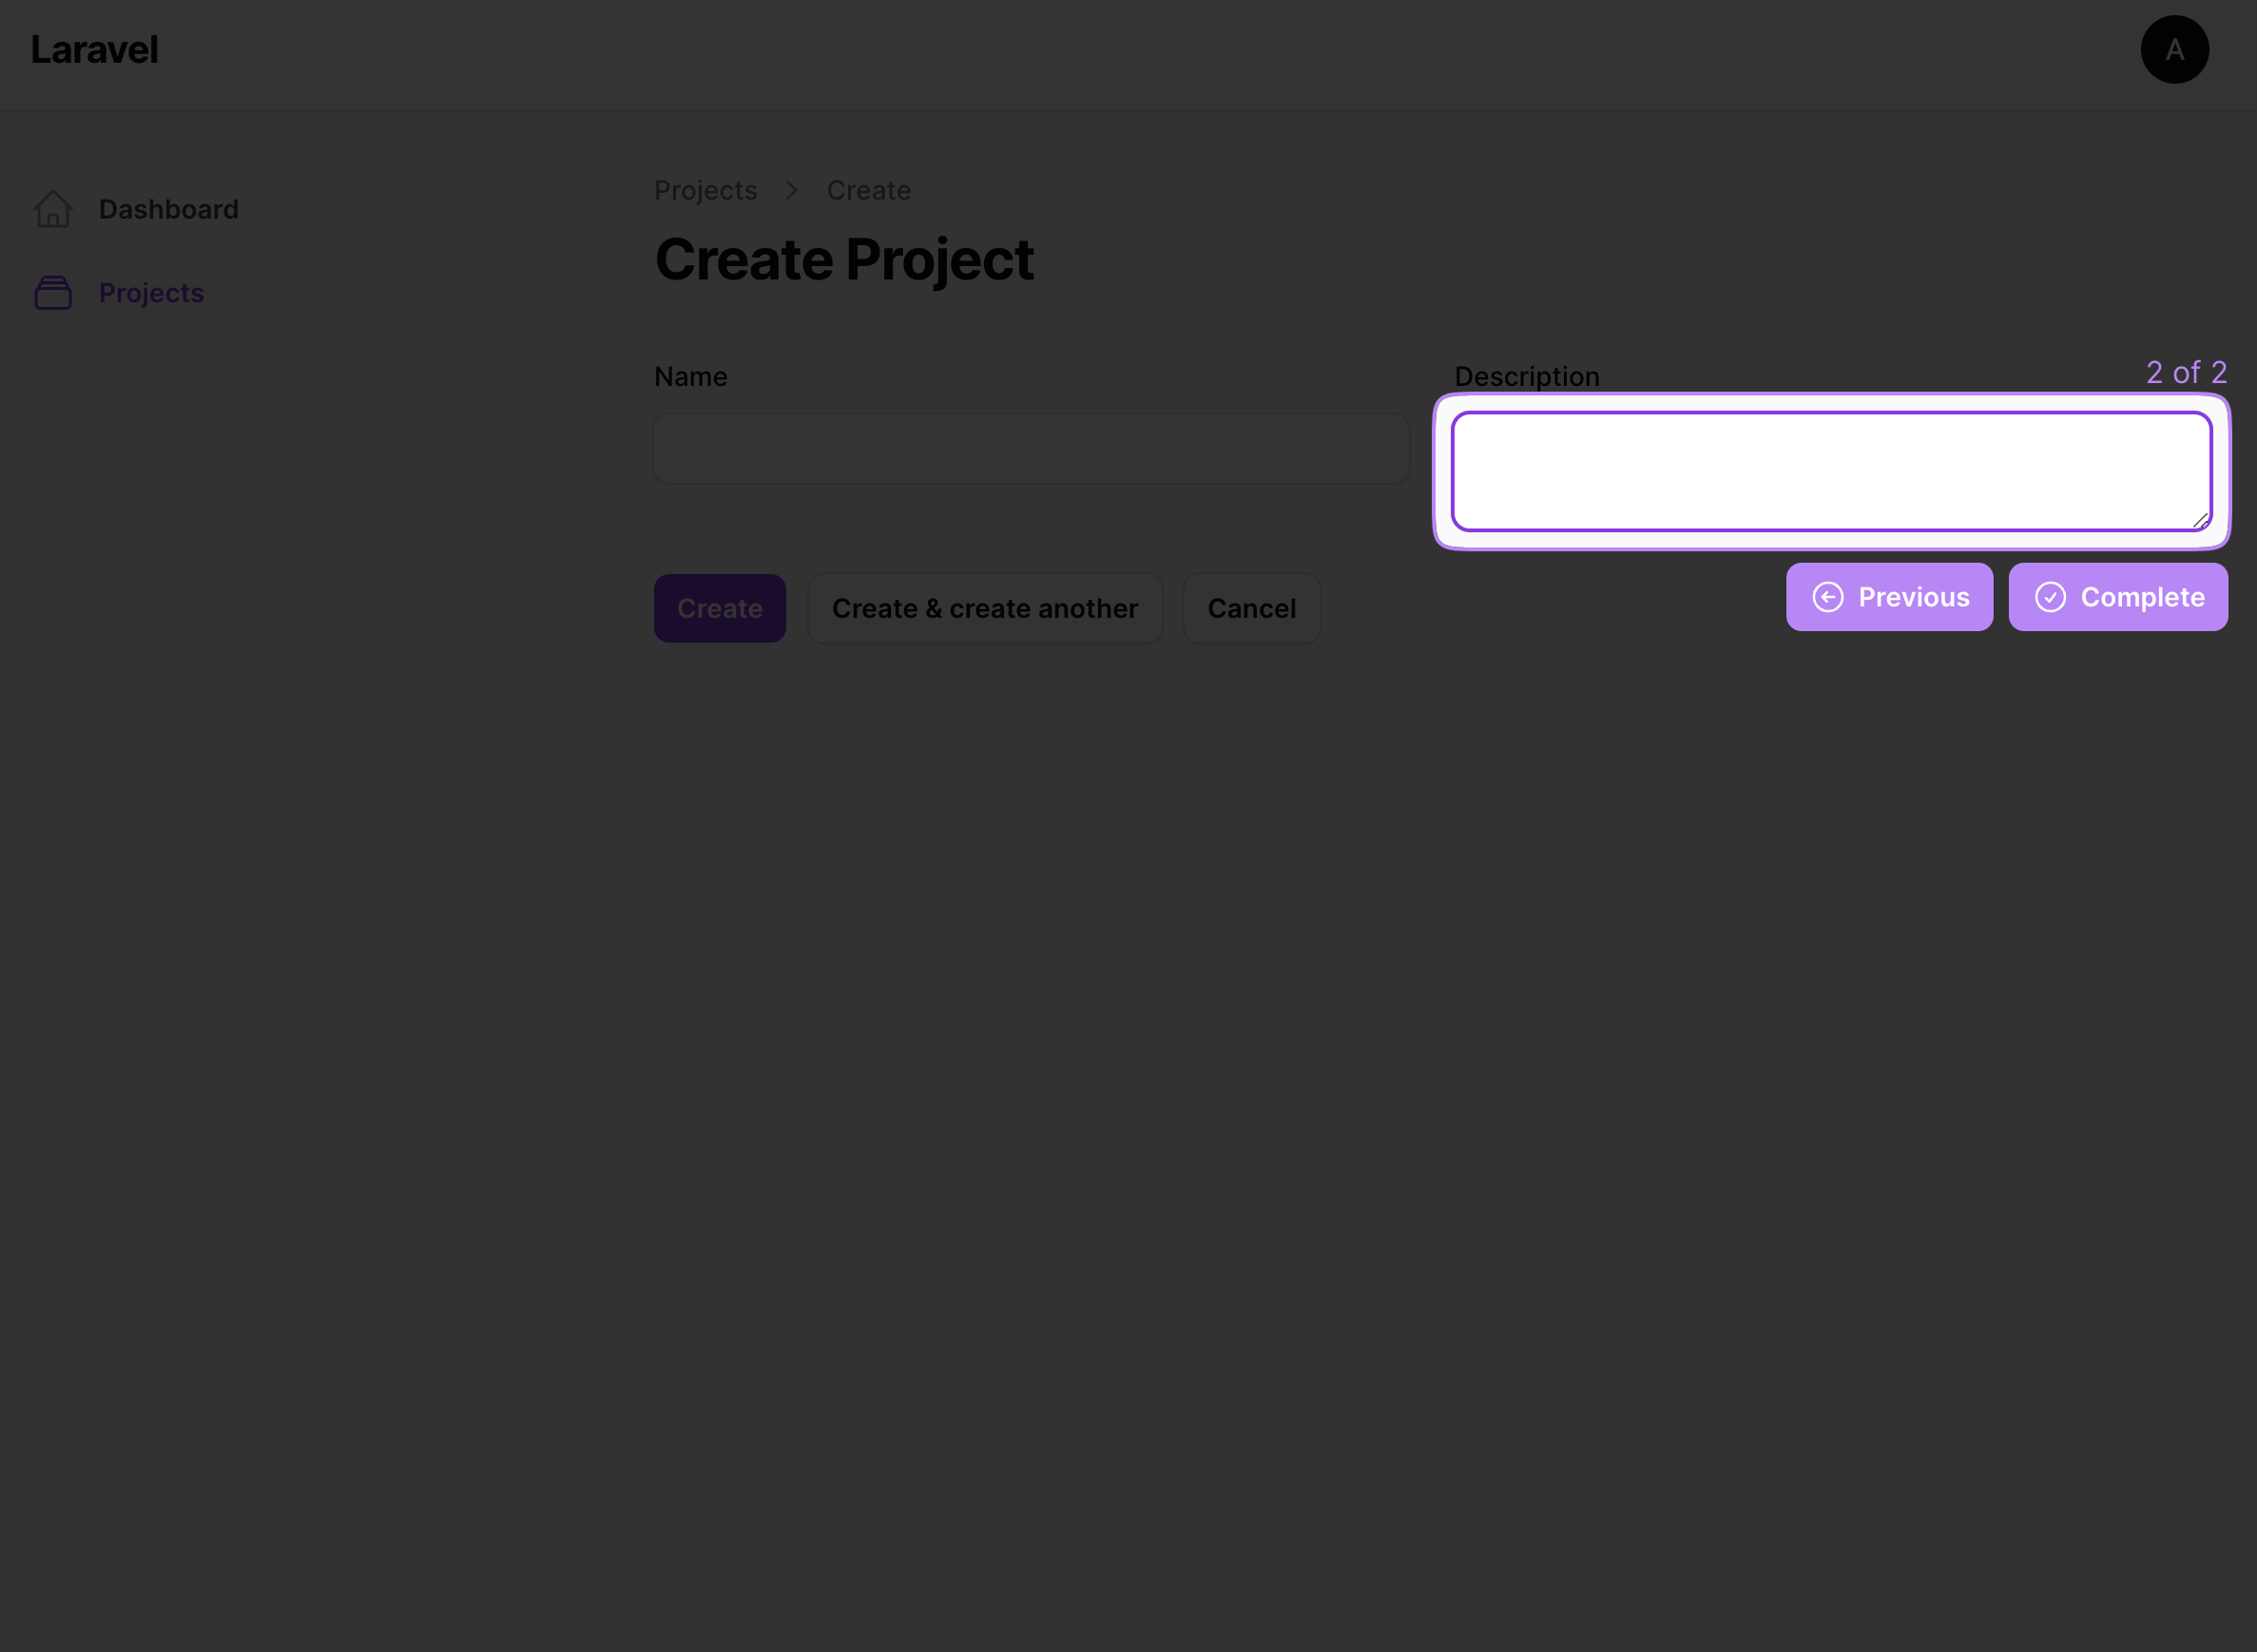 Laravel
A
Dashboard
Projects
Projects > Create
Create Project
Name
Description
2 of 2
Create
Create & create another
Cancel
Previous
Complete